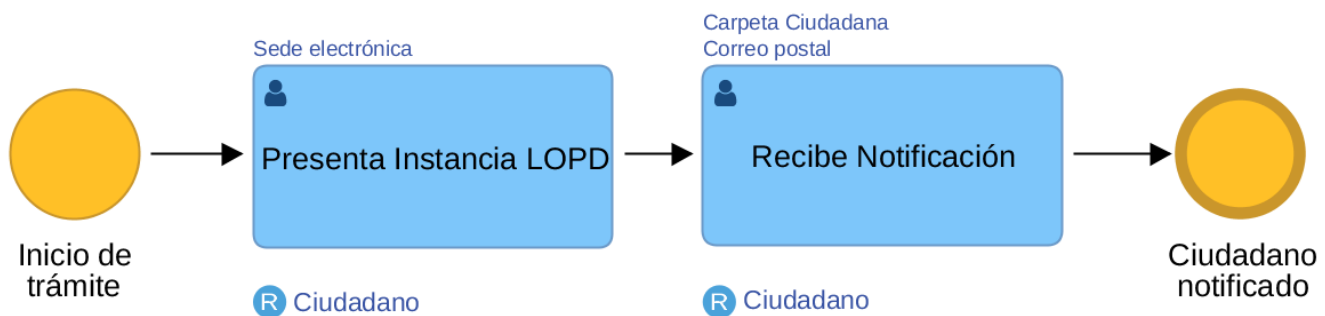 Sede electrónica
Carpeta Ciudadana
Correo postal
Presenta Instancia LOPD
Recibe Notificación
Inicio de
trámite
Ciudadano
notificado
R Ciudadano
R Ciudadano